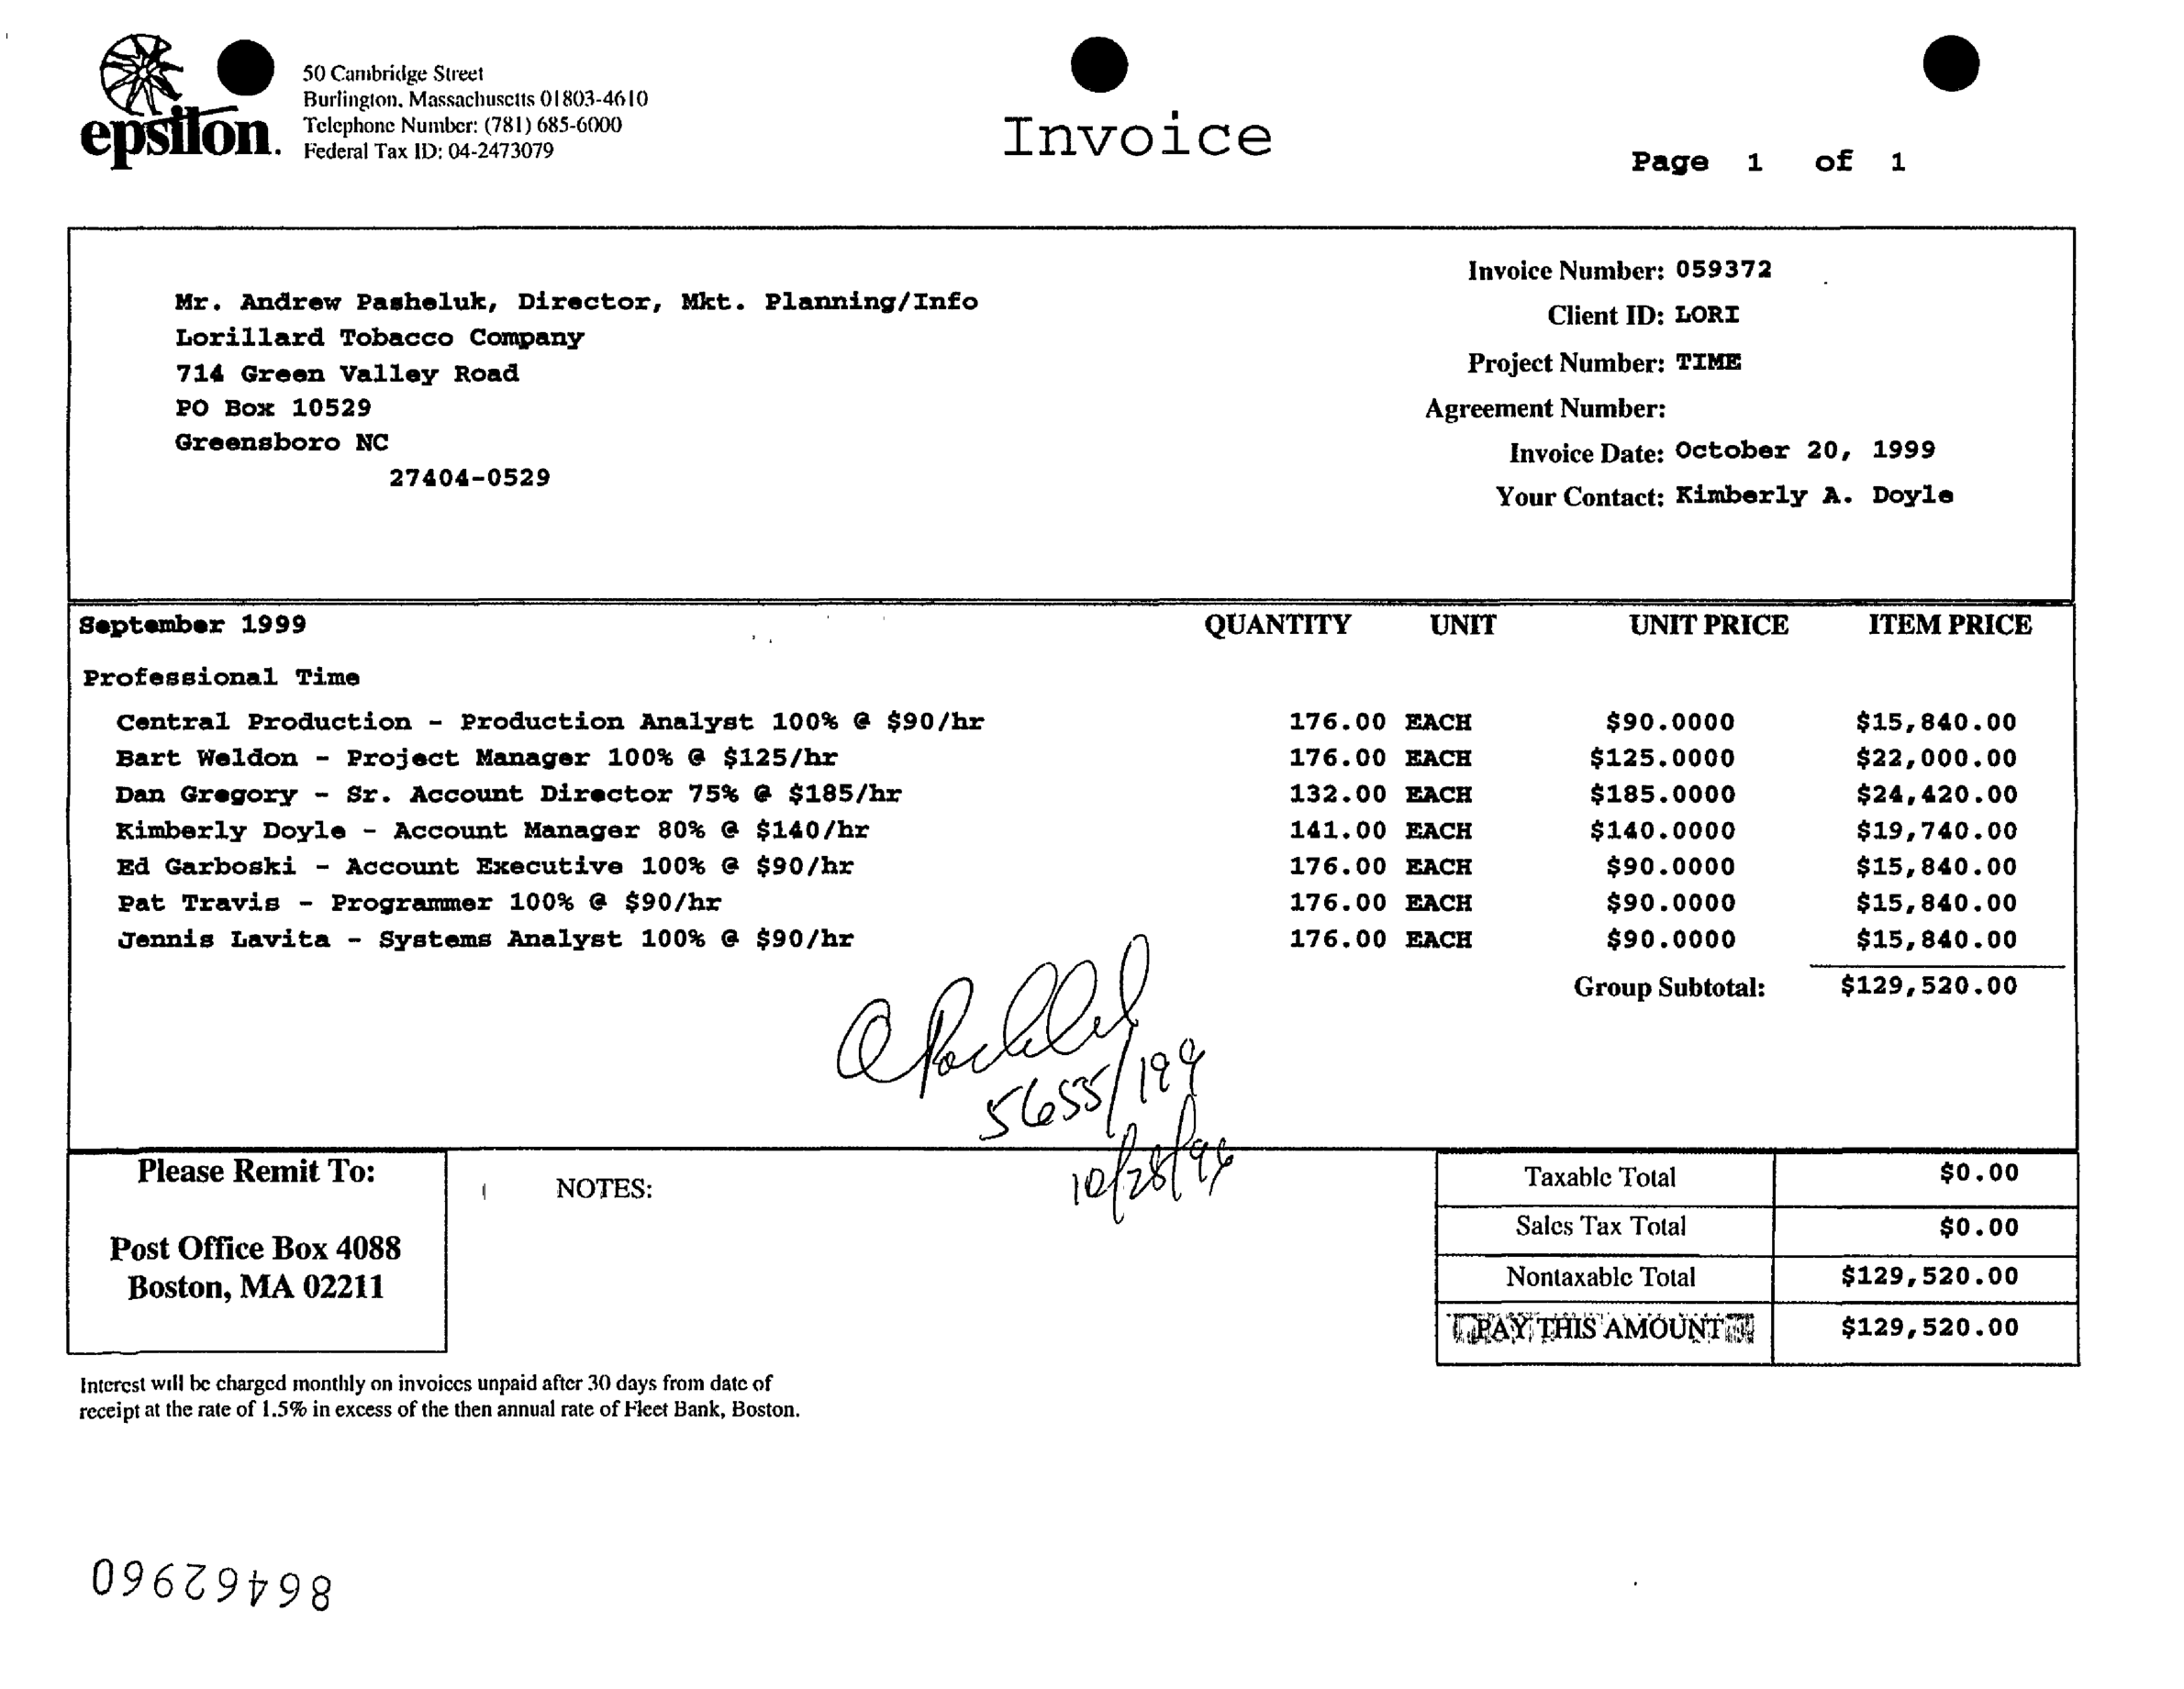 epsilon.
50 Cambridge Street
Burlington, Massachusetts 01803-4610
Telephone Number: (781) 685-6000
Federal Tax ID: 04-2473079
Invoice
Page 1 of 1
Mr. Andrew Pasheluk, Director, Mkt. Planning/Info
Lorillard Tobacco Company
714 Green Valley Road
PO Box 10529
Greensboro NC
27404-0529
Invoice Number: 059372
Client ID: LORI
Project Number: TIME
Agreement Number:
Invoice Date: October 20, 1999
Your Contact: Kimberly A. Doyle
September 1999 QUANTITY UNIT UNIT PRICE ITEM PRICE
Professional Time
Central Production - Production Analyst 100% @ $90/hr 176.00 EACH $90.0000 $15,840.00
Bart Weldon - Project Manager 100% @ $125/hr 176.00 EACH $125.0000 $22,000.00
Dan Gregory - Sr. Account Director 75% @ $185/hr 132.00 EACH $185.0000 $24,420.00
Kimberly Doyle - Account Manager 80% @ $140/hr 141.00 EACH $140.0000 $19,740.00
Ed Garboski - Account Executive 100% @ $90/hr 176.00 EACH $90.0000 $15,840.00
Pat Travis - Programmer 100% @ $90/hr 176.00 EACH $90.0000 $15,840.00
Jennis Lavita - Systems Analyst 100% @ $90/hr 176.00 EACH $90.0000 $15,840.00
Group Subtotal: $129,520.00
5655/199
Please Remit To:
Post Office Box 4088
Boston, MA 02211
NOTES:
Taxable Total $0.00
Sales Tax Total $0.00
Nontaxable Total $129,520.00
PAY THIS AMOUNT $129,520.00
Interest will be charged monthly on invoices unpaid after 30 days from date of
receipt at the rate of 1.5% in excess of the then annual rate of Fleet Bank, Boston.
86462960